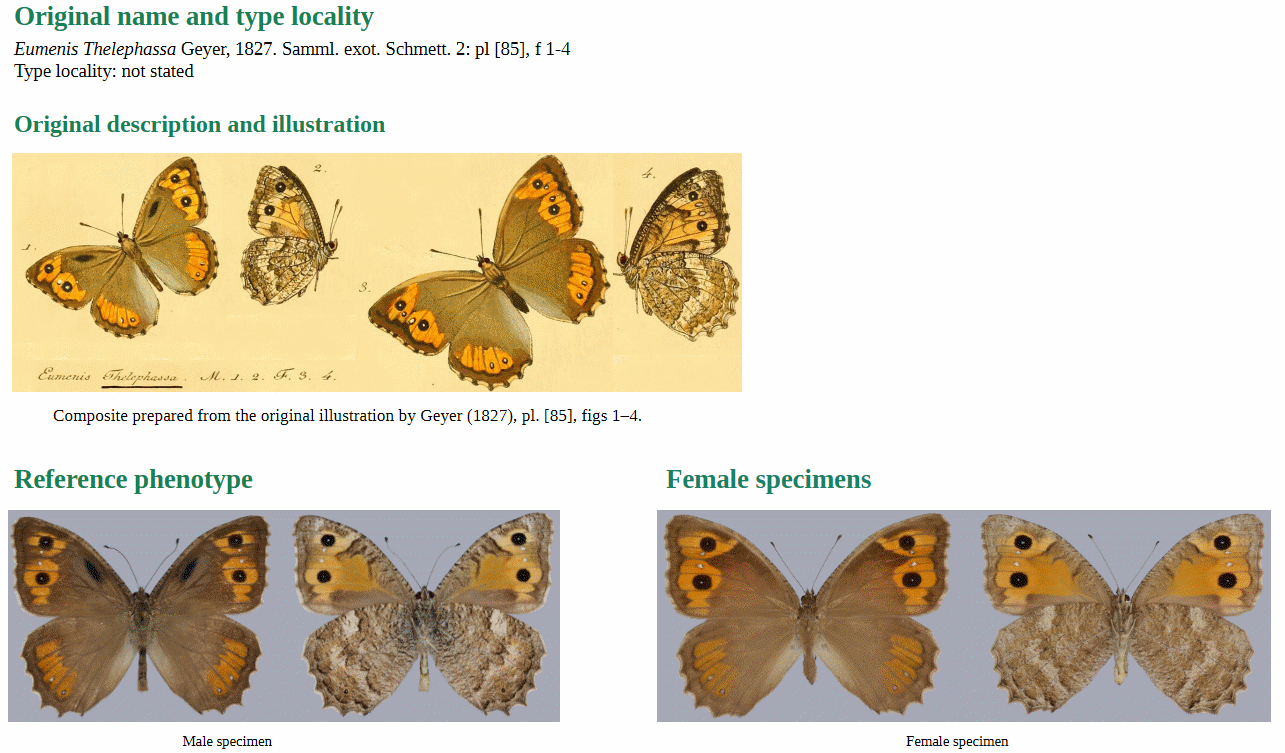 Original name and type locality
Eumenis Thelephassa Geyer, 1827. Samml. exot. Schmett. 2: pl [85], f 1-4
Type locality: not stated
Original description and illustration
1.
2.
3.
4.
Eumenis Thelephassa. M. 1. 2. F. 3. 4.
Composite prepared from the original illustration by Geyer (1827), pl. [85], figs 1–4.
Reference phenotype
Female specimens
Male specimen
Female specimen